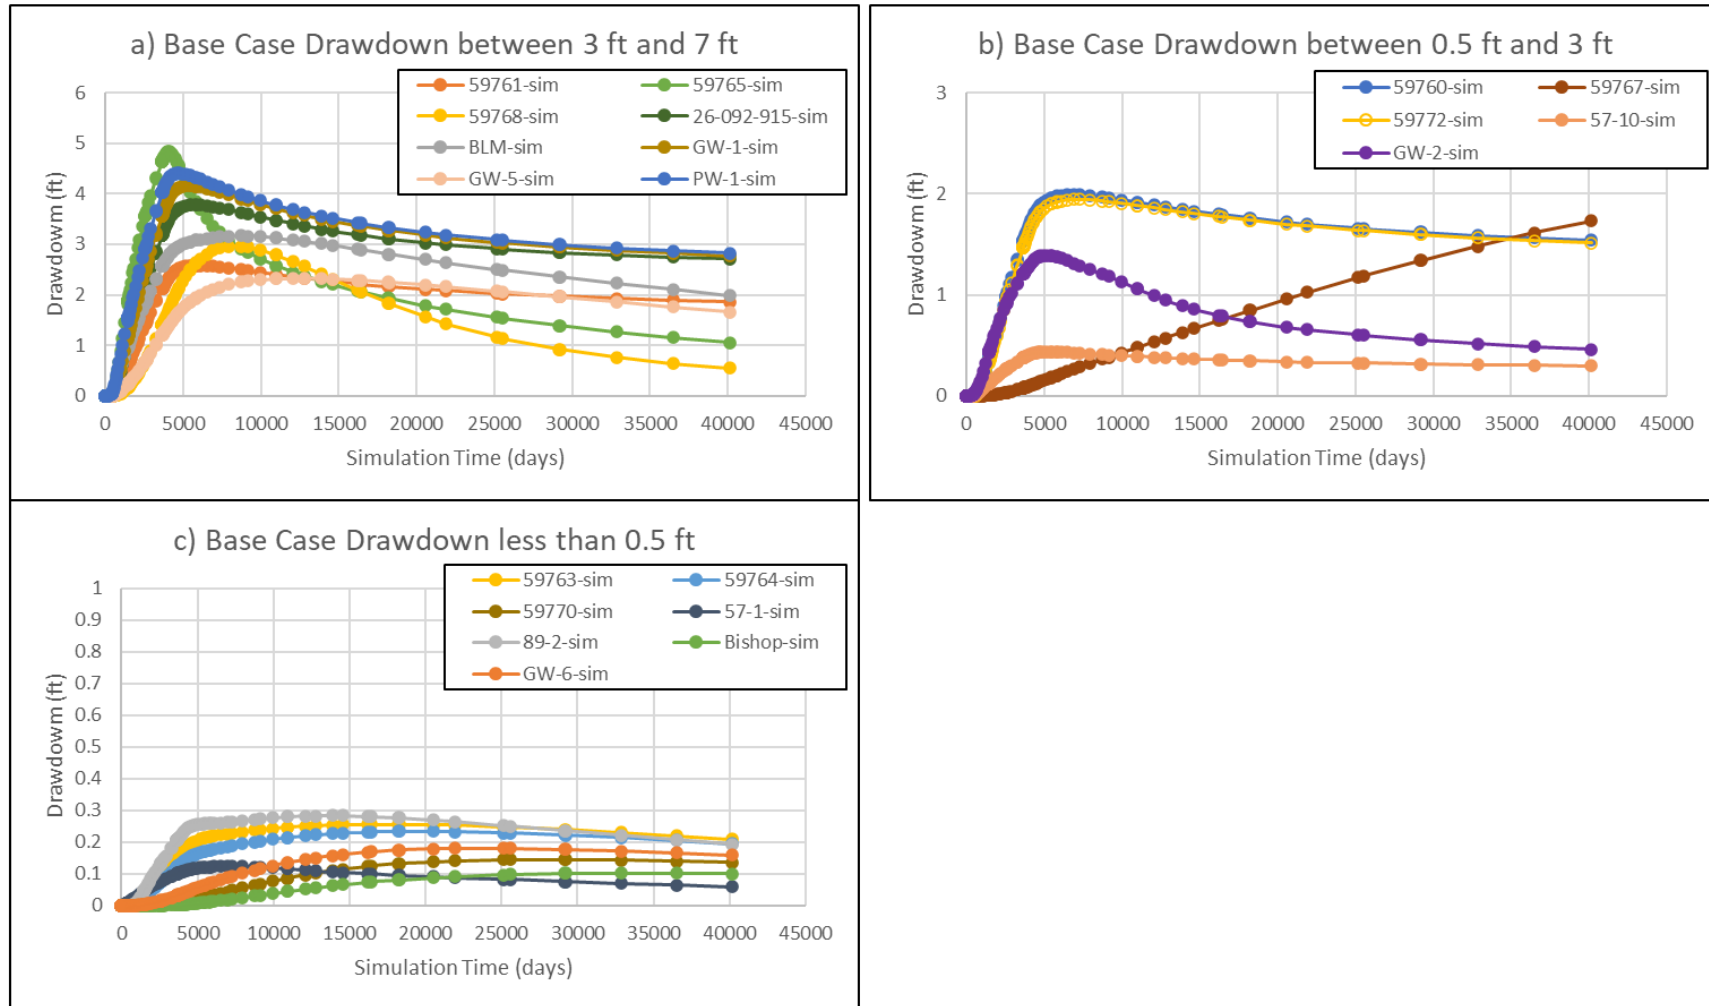 a) Base Case Drawdown between 3 ft and 7 ft
59761-sim 59765-sim
59768-sim 26-092-915-sim
BLM-sim GW-1-sim
GW-5-sim PW-1-sim
6
5
4
3
2
1
0
Drawdowm (ft)
0 5000 10000 15000 20000 25000 30000 35000 40000 45000
Simulation Time (days)
b) Base Case Drawdown between 0.5 ft and 3 ft
59760-sim 59767-sim
59772-sim 57-10-sim
GW-2-sim
3
2
1
0
Drawdowm (ft)
0 5000 10000 15000 20000 25000 30000 35000 40000 45000
Simulation Time (days)
c) Base Case Drawdown less than 0.5 ft
59763-sim 59764-sim
59770-sim 57-1-sim
89-2-sim Bishop-sim
GW-6-sim
1
0.9
0.8
0.7
0.6
0.5
0.4
0.3
0.2
0.1
0
Drawdowm (ft)
0 5000 10000 15000 20000 25000 30000 35000 40000 45000
Simulation Time (days)